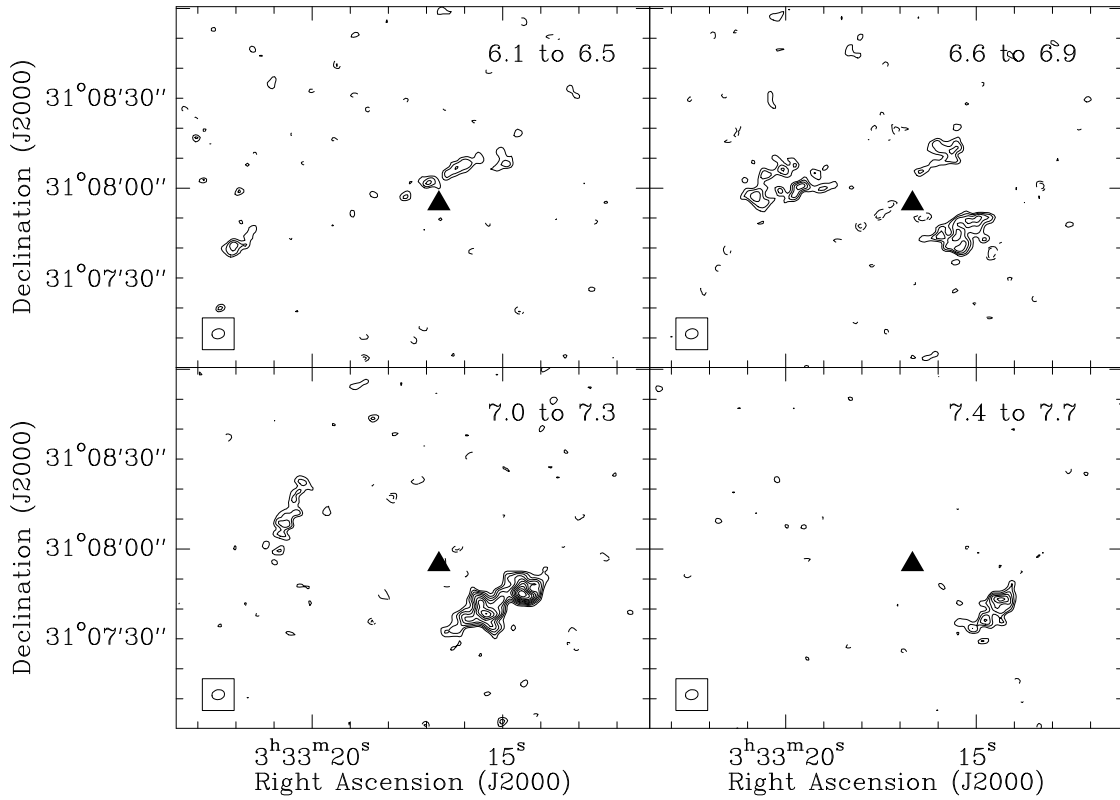 6.1 to 6.5
6.6 to 6.9
Declination (J2000)
31°08'30''
31°08'00''
31°07'30''
7.0 to 7.3
7.4 to 7.7
Declination (J2000)
31°08'30''
31°08'00''
31°07'30''
3ʰ33ᵐ20ˢ
15ˢ
3ʰ33ᵐ20ˢ
15ˢ
Right Ascension (J2000)
Right Ascension (J2000)